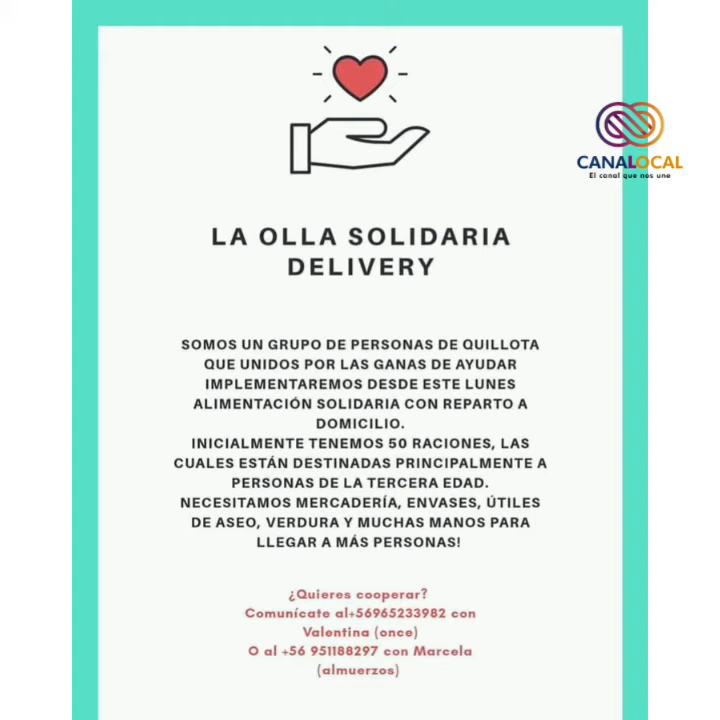 CANALOCAL
El canal que nos une
LA OLLA SOLIDARIA
DELIVERY
SOMOS UN GRUPO DE PERSONAS DE QUILLOTA
QUE UNIDOS POR LAS GANAS DE AYUDAR
IMPLEMENTAREMOS DESDE ESTE LUNES
ALIMENTACIÓN SOLIDARIA CON REPARTO A
DOMICILIO.
INICIALMENTE TENEMOS 50 RACIONES, LAS
CUALES ESTÁN DESTINADAS PRINCIPALMENTE A
PERSONAS DE LA TERCERA EDAD.
NECESITAMOS MERCADERÍA, ENVASES, ÚTILES
DE ASEO, VERDURA Y MUCHAS MANOS PARA
LLEGAR A MÁS PERSONAS!
¿Quieres cooperar?
Comunícate al+56965233982 con
Valentina (once)
O al +56 951188297 con Marcela
(almuerzos)